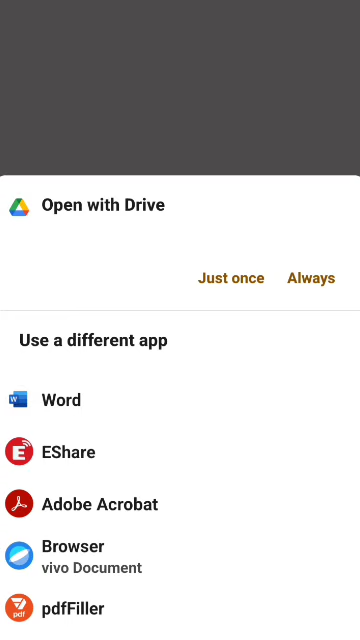 Open with Drive
Just once Always
Use a different app
Word
EShare
Adobe Acrobat
Browser
vivo Document
pdfFiller